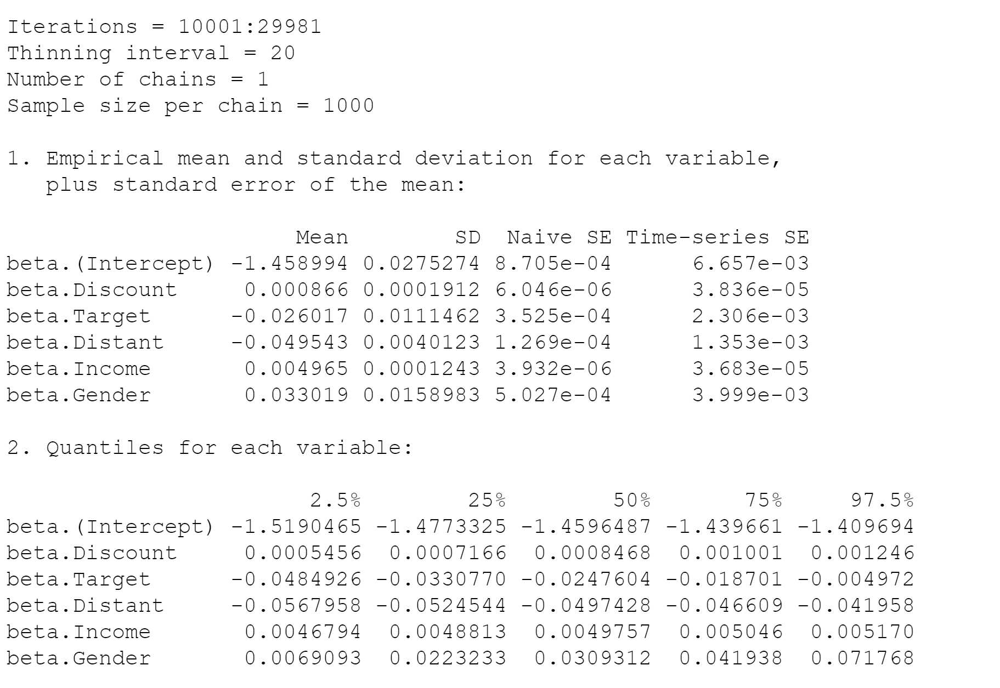 Iterations = 10001:29981
Thinning interval = 20
Number of chains = 1
Sample size per chain = 1000
1. Empirical mean and standard deviation for each variable,
plus standard error of the mean:
Mean SD Naive SE Time-series SE
beta.(Intercept) -1.458994 0.0275274 8.705e-04 6.657e-03
beta.Discount 0.000866 0.0001912 6.046e-06 3.836e-05
beta.Target -0.026017 0.0111462 3.525e-04 2.306e-03
beta.Distant -0.049543 0.0040123 1.269e-04 1.353e-03
beta.Income 0.004965 0.0001243 3.932e-06 3.683e-05
beta.Gender 0.033019 0.0158983 5.027e-04 3.999e-03
2. Quantiles for each variable:
2.5% 25% 50% 75% 97.5%
beta.(Intercept) -1.5190465 -1.4773325 -1.4596487 -1.439661 -1.409694
beta.Discount 0.0005456 0.0007166 0.0008468 0.001001 0.001246
beta.Target -0.0484926 -0.0330770 -0.0247604 -0.018701 -0.004972
beta.Distant -0.0567958 -0.0524544 -0.0497428 -0.046609 -0.041958
beta.Income 0.0046794 0.0048813 0.0049757 0.005046 0.005170
beta.Gender 0.0069093 0.0223233 0.0309312 0.041938 0.071768